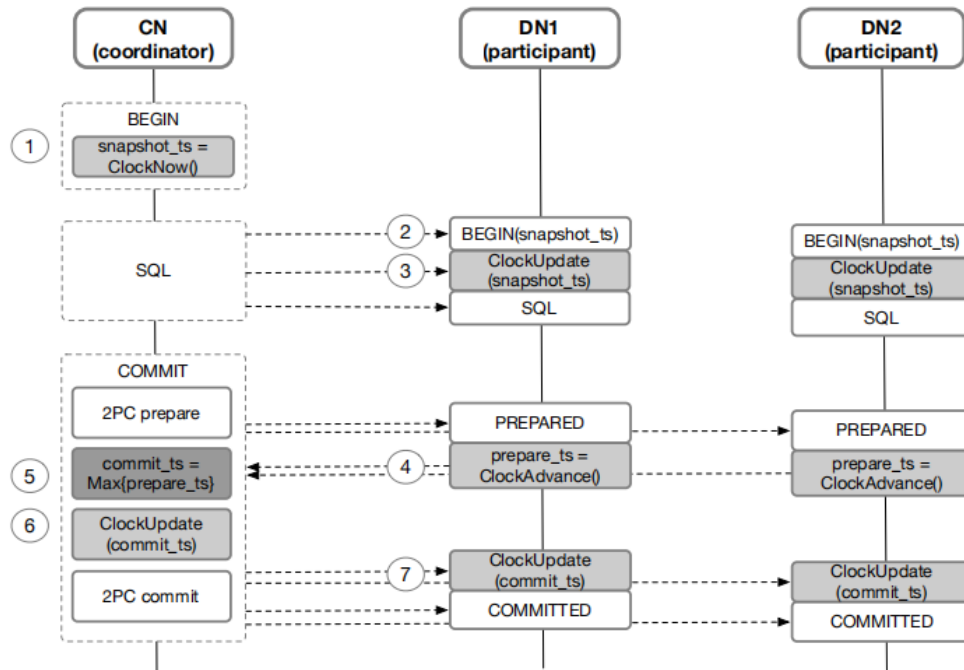 CN
(coordinator)
DN1
(participant)
DN2
(participant)
1
BEGIN
snapshot_ts =
ClockNow()
SQL
2
BEGIN(snapshot_ts)
3
ClockUpdate
(snapshot_ts)
SQL
BEGIN(snapshot_ts)
ClockUpdate
(snapshot_ts)
SQL
COMMIT
2PC prepare
PREPARED
PREPARED
5
commit_ts =
Max{prepare_ts}
4
prepare_ts =
ClockAdvance()
prepare_ts =
ClockAdvance()
6
ClockUpdate
(commit_ts)
2PC commit
7
ClockUpdate
(commit_ts)
COMMITTED
ClockUpdate
(commit_ts)
COMMITTED